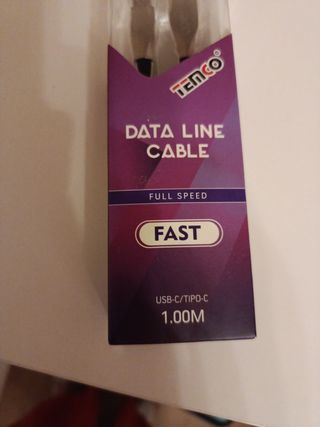 TEMCO
DATA LINE
CABLE
FULL SPEED
FAST
USB-C/TIPO-C
1.00M